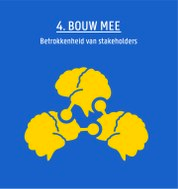 4. BOUW MEE
Betrokkenheid van stakeholders